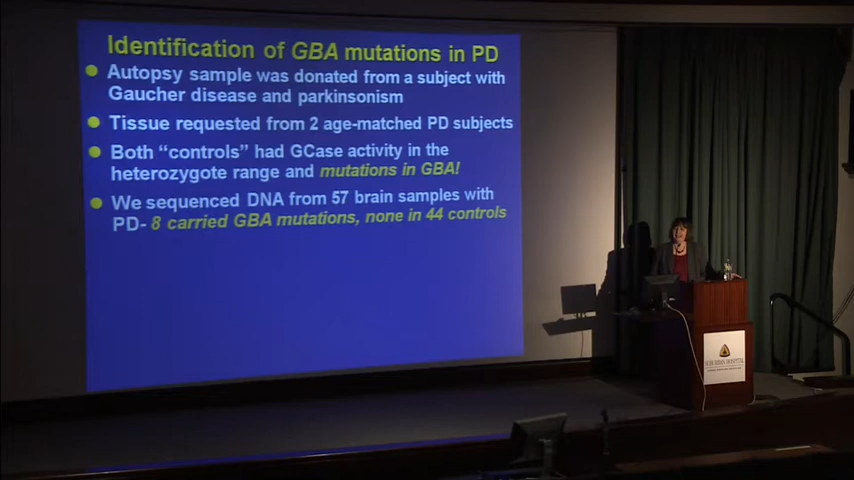 Identification of GBA mutations in PD
Autopsy sample was donated from a subject with
Gaucher disease and parkinsonism
Tissue requested from 2 age-matched PD subjects
Both “controls” had GCase activity in the
heterozygote range and mutations in GBA!
We sequenced DNA from 57 brain samples with
PD- 8 carried GBA mutations, none in 44 controls
HOSPITAL